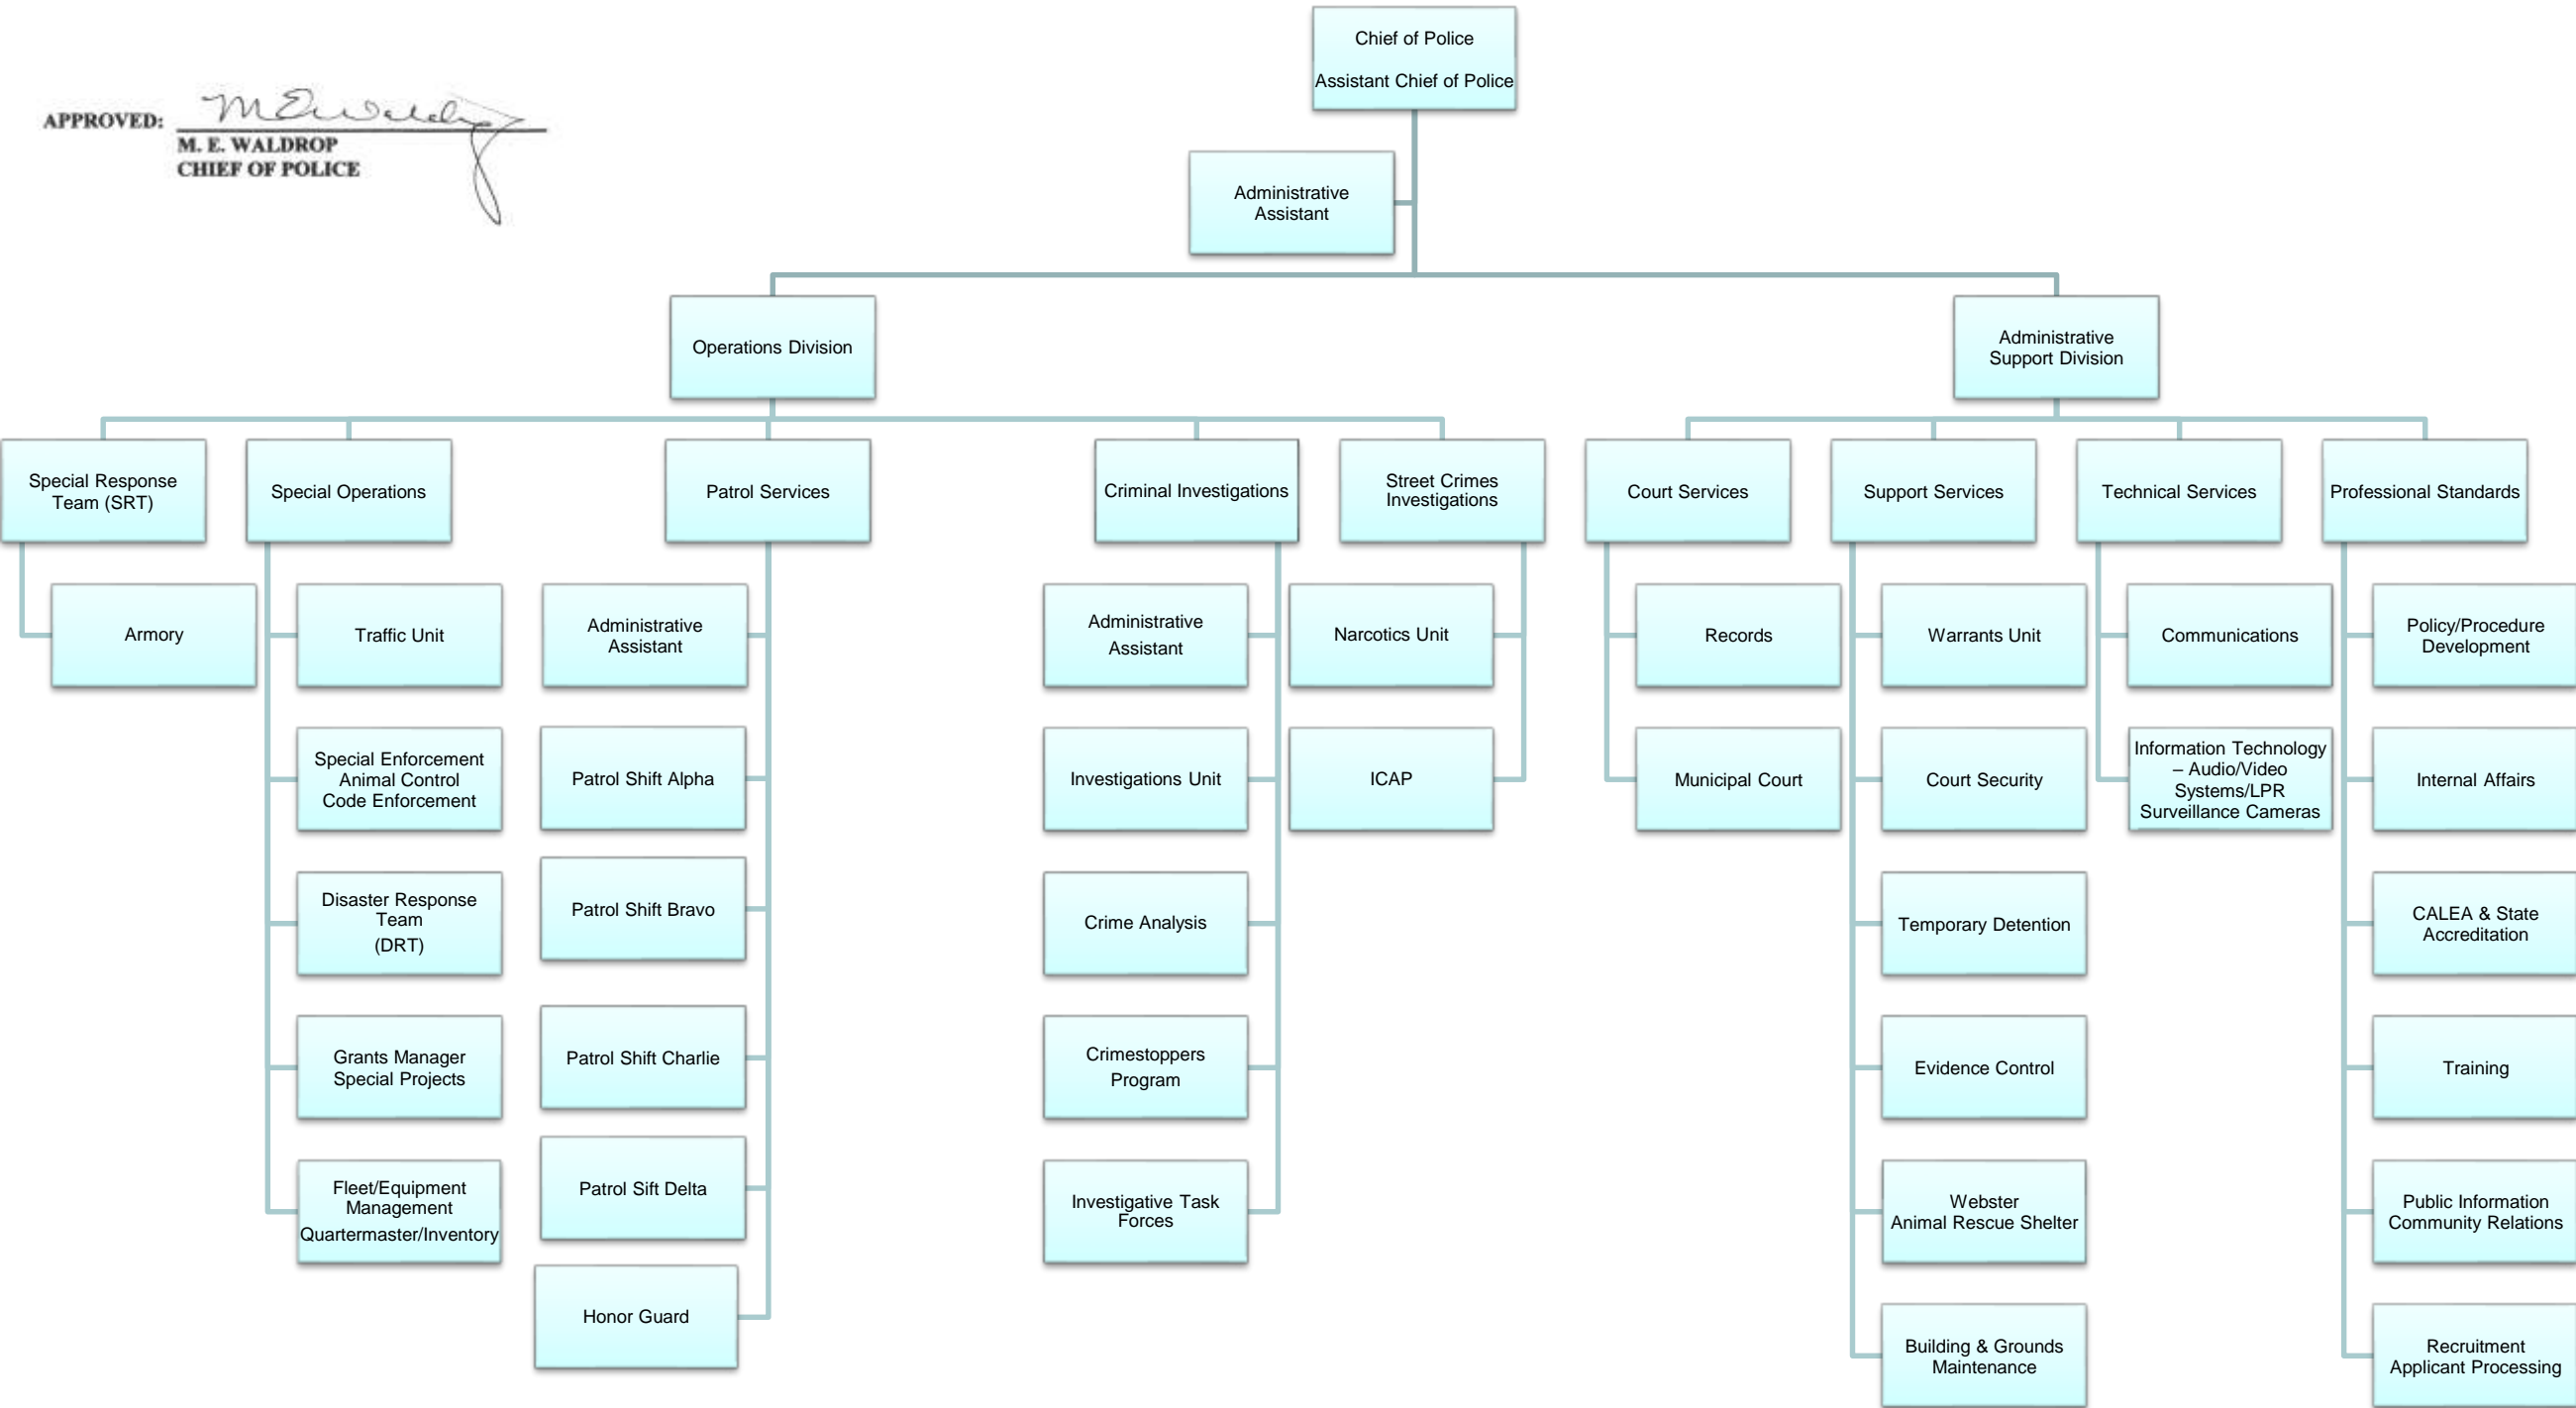 Chief of Police
Assistant Chief of Police
APPROVED:
M. E. WALDROP
CHIEF OF POLICE
Administrative
Assistant
Operations Division
Administrative
Support Division
Special Response
Team (SRT)
Special Operations
Patrol Services
Criminal Investigations
Street Crimes
Investigations
Court Services
Support Services
Technical Services
Professional Standards
Armory
Traffic Unit
Special Enforcement
Animal Control
Code Enforcement
Disaster Response
Team
(DRT)
Grants Manager
Special Projects
Fleet/Equipment
Management
Quartermaster/Inventory
Administrative
Assistant
Patrol Shift Alpha
Patrol Shift Bravo
Patrol Shift Charlie
Patrol Sift Delta
Honor Guard
Administrative
Assistant
Investigations Unit
Crime Analysis
Crimestoppers
Program
Investigative Task
Forces
Narcotics Unit
ICAP
Records
Municipal Court
Warrants Unit
Court Security
Temporary Detention
Evidence Control
Webster
Animal Rescue Shelter
Building & Grounds
Maintenance
Communications
Information Technology
– Audio/Video
Systems/LPR
Surveillance Cameras
Policy/Procedure
Development
Internal Affairs
CALEA & State
Accreditation
Training
Public Information
Community Relations
Recruitment
Applicant Processing